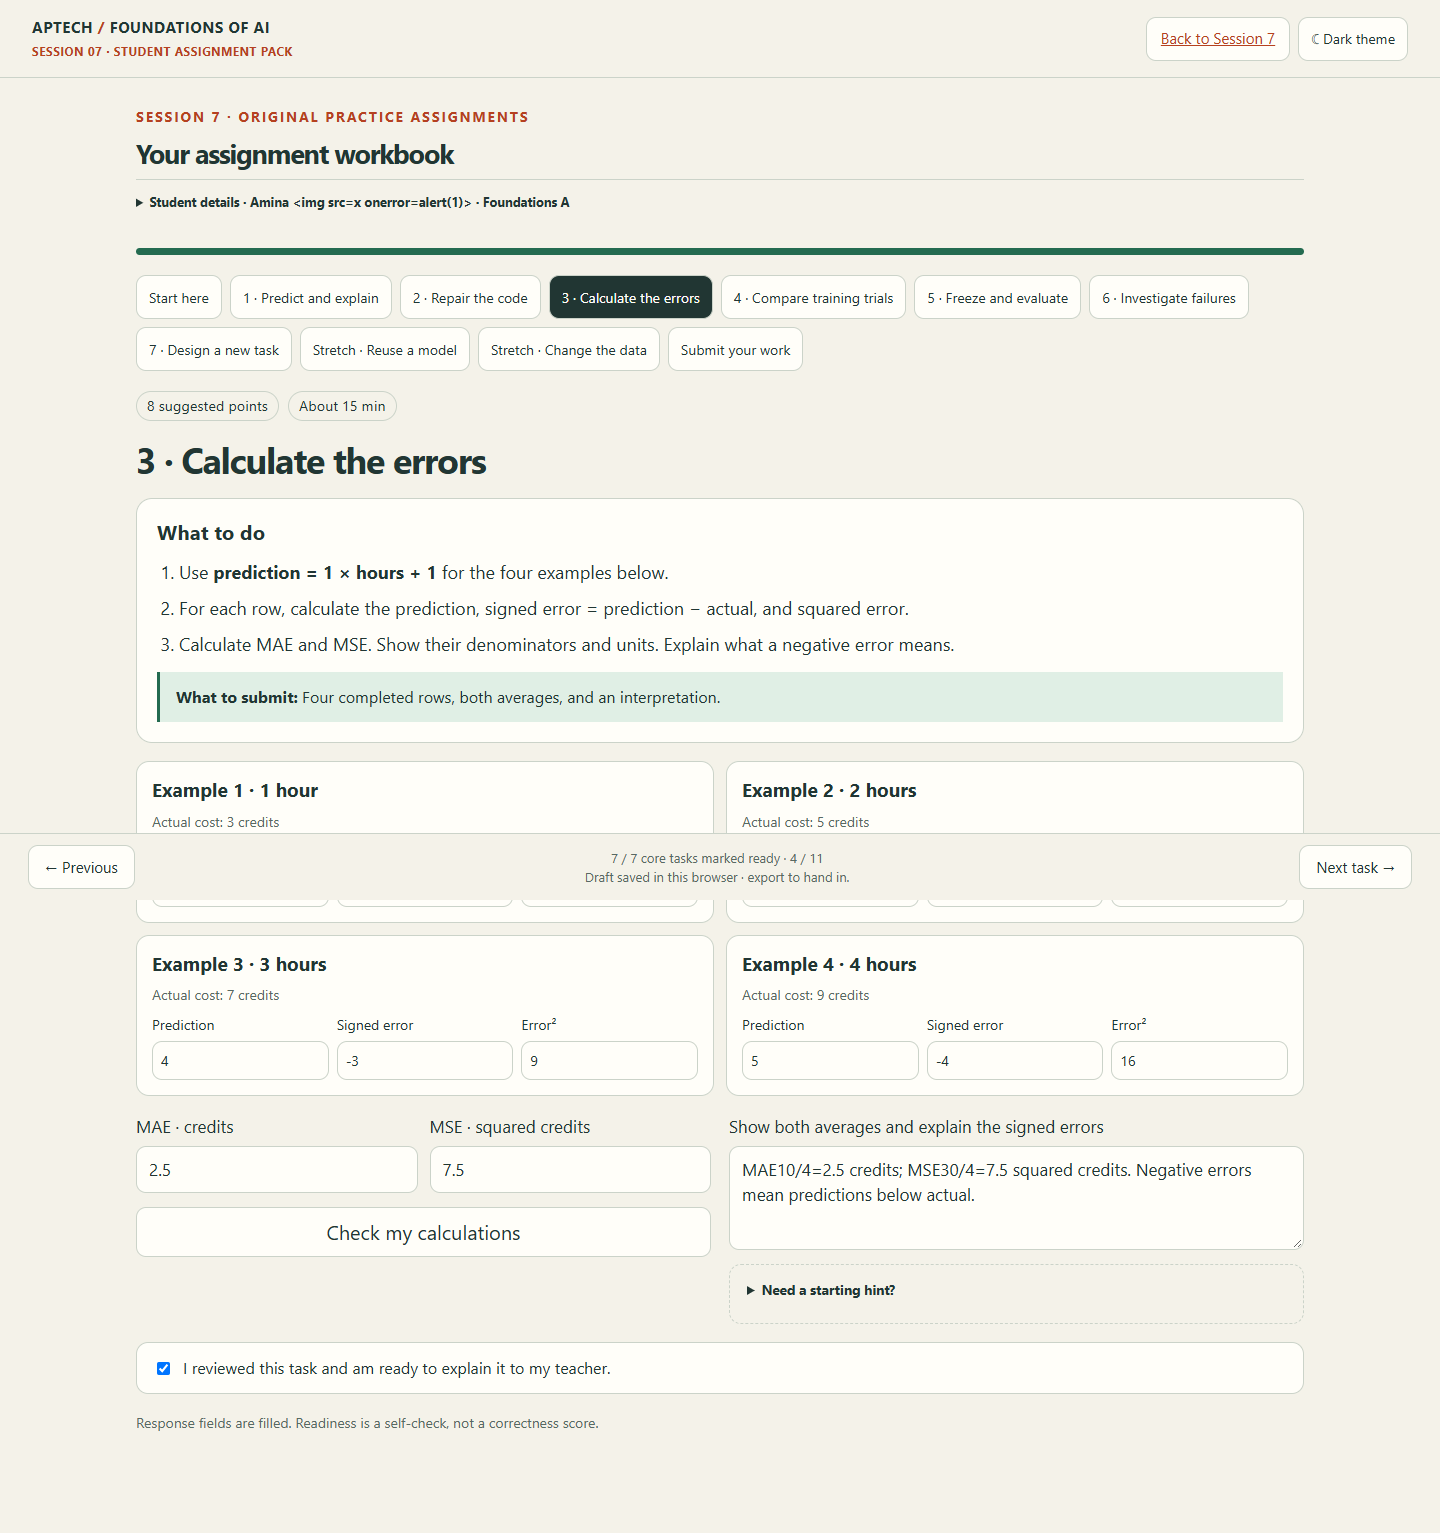 APTECH / FOUNDATIONS OF AI
SESSION 07 · STUDENT ASSIGNMENT PACK
Back to Session 7
☾ Dark theme
SESSION 7 · ORIGINAL PRACTICE ASSIGNMENTS
Your assignment workbook
▶ Student details · Amina <img src=x onerror=alert(1)> · Foundations A
Start here
1 · Predict and explain
2 · Repair the code
3 · Calculate the errors
4 · Compare training trials
5 · Freeze and evaluate
6 · Investigate failures
7 · Design a new task
Stretch · Reuse a model
Stretch · Change the data
Submit your work
8 suggested points
About 15 min
3 · Calculate the errors
What to do
1. Use prediction = 1 × hours + 1 for the four examples below.
2. For each row, calculate the prediction, signed error = prediction − actual, and squared error.
3. Calculate MAE and MSE. Show their denominators and units. Explain what a negative error means.
What to submit: Four completed rows, both averages, and an interpretation.
Example 1 · 1 hour
Actual cost: 3 credits
Example 2 · 2 hours
Actual cost: 5 credits
← Previous
7 / 7 core tasks marked ready · 4 / 11
Draft saved in this browser · export to hand in.
Next task →
Example 3 · 3 hours
Actual cost: 7 credits
Prediction Signed error Error²
4 -3 9
Example 4 · 4 hours
Actual cost: 9 credits
Prediction Signed error Error²
5 -4 16
MAE · credits
2.5
MSE · squared credits
7.5
Check my calculations
Show both averages and explain the signed errors
MAE10/4=2.5 credits; MSE30/4=7.5 squared credits. Negative errors
mean predictions below actual.
▶ Need a starting hint?
I reviewed this task and am ready to explain it to my teacher.
Response fields are filled. Readiness is a self-check, not a correctness score.